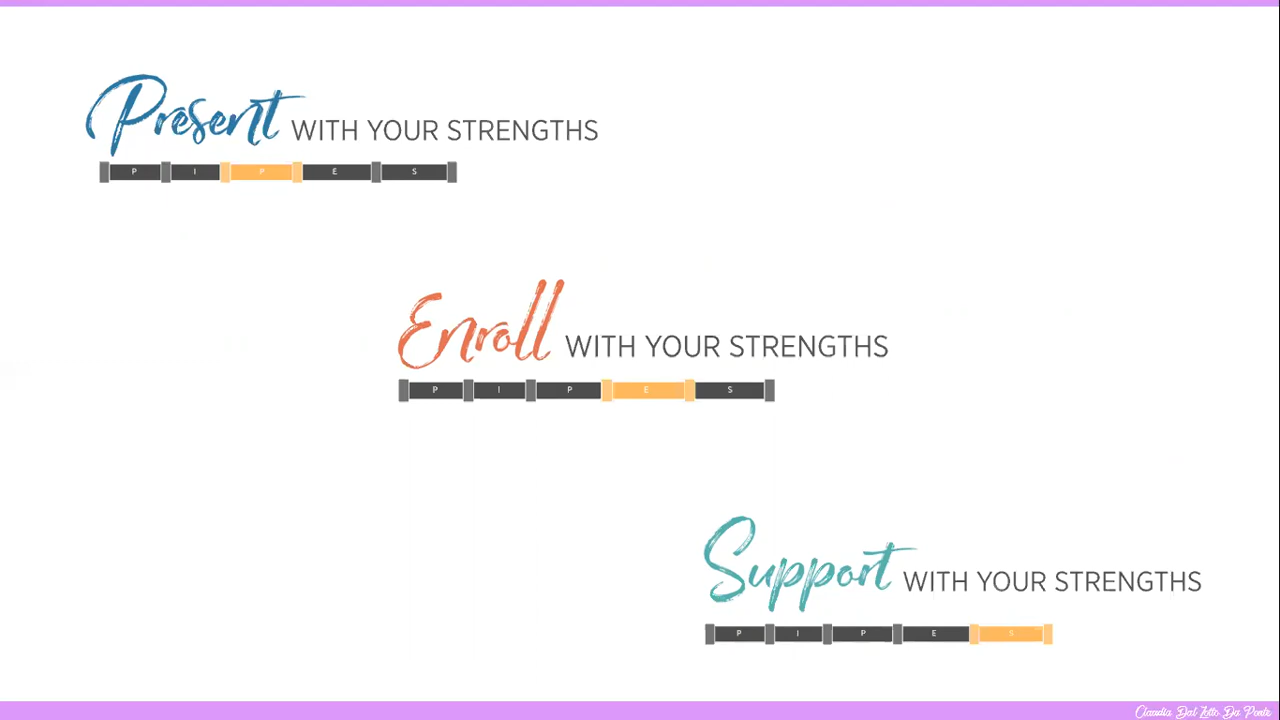 Present WITH YOUR STRENGTHS
P I P E S
Enroll WITH YOUR STRENGTHS
P I P E S
Support WITH YOUR STRENGTHS
P I P E S
Claudia Dal Zotto Da Ponte